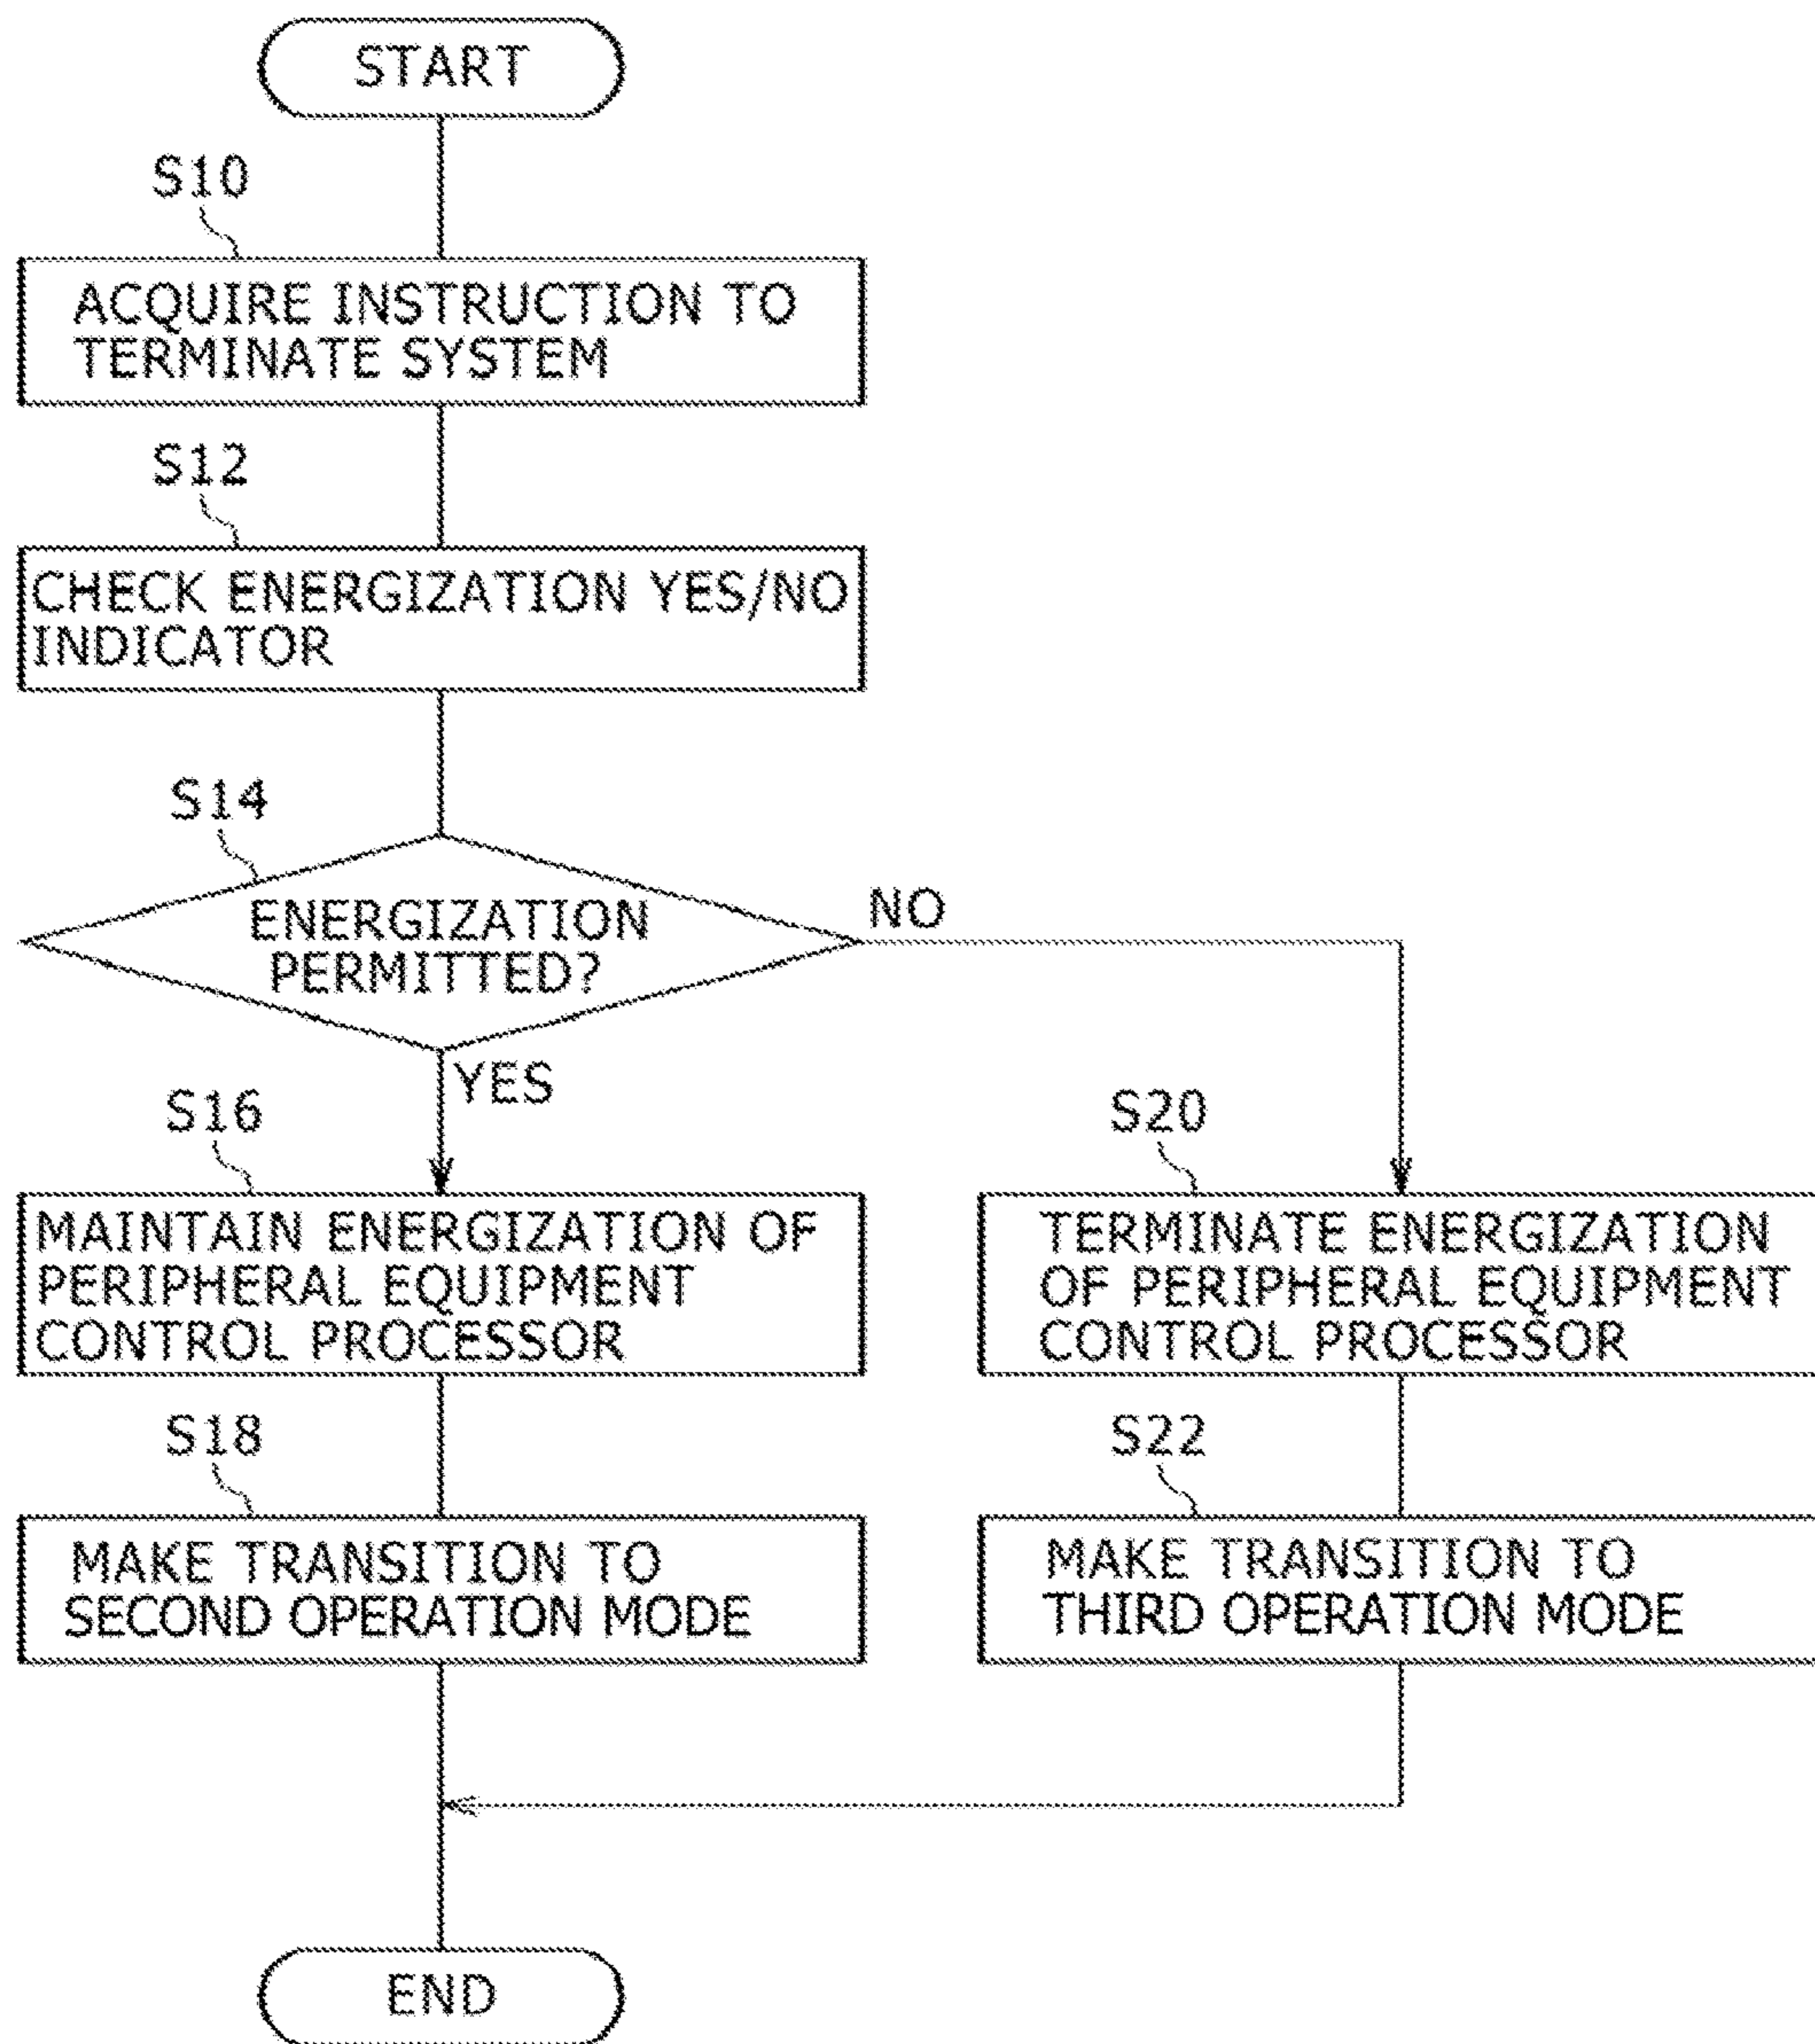 START
S10
ACQUIRE INSTRUCTION TO
TERMINATE SYSTEM
S12
CHECK ENERGIZATION YES/NO
INDICATOR
S14
ENERGIZATION
PERMITTED?
NO
YES
S16
MAINTAIN ENERGIZATION OF
PERIPHERAL EQUIPMENT
CONTROL PROCESSOR
S20
TERMINATE ENERGIZATION
OF PERIPHERAL EQUIPMENT
CONTROL PROCESSOR
S18
MAKE TRANSITION TO
SECOND OPERATION MODE
S22
MAKE TRANSITION TO
THIRD OPERATION MODE
END